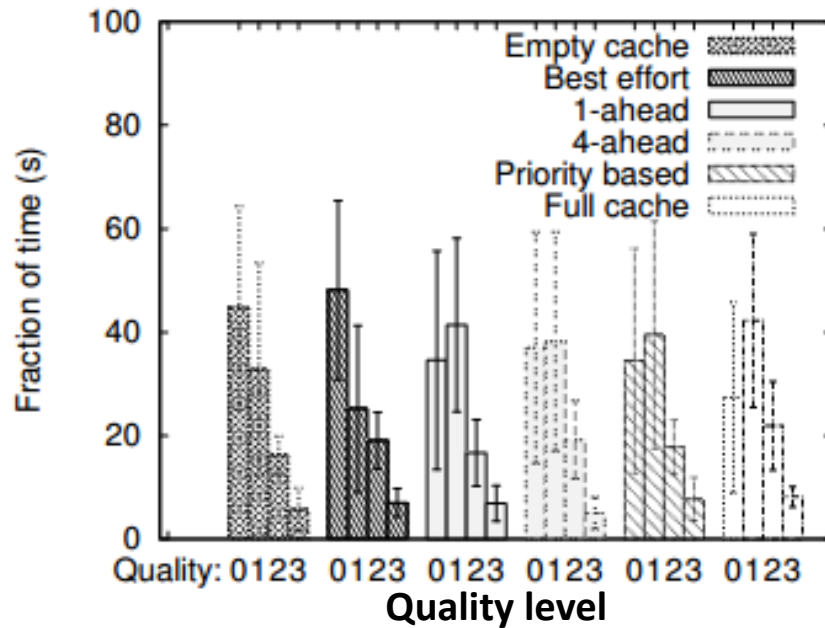 100
80
60
40
20
0
Fraction of time (s)
Empty cache
Best effort
1-ahead
4-ahead
Priority based
Full cache
Quality: 0123 0123 0123 0123 0123 0123
Quality level